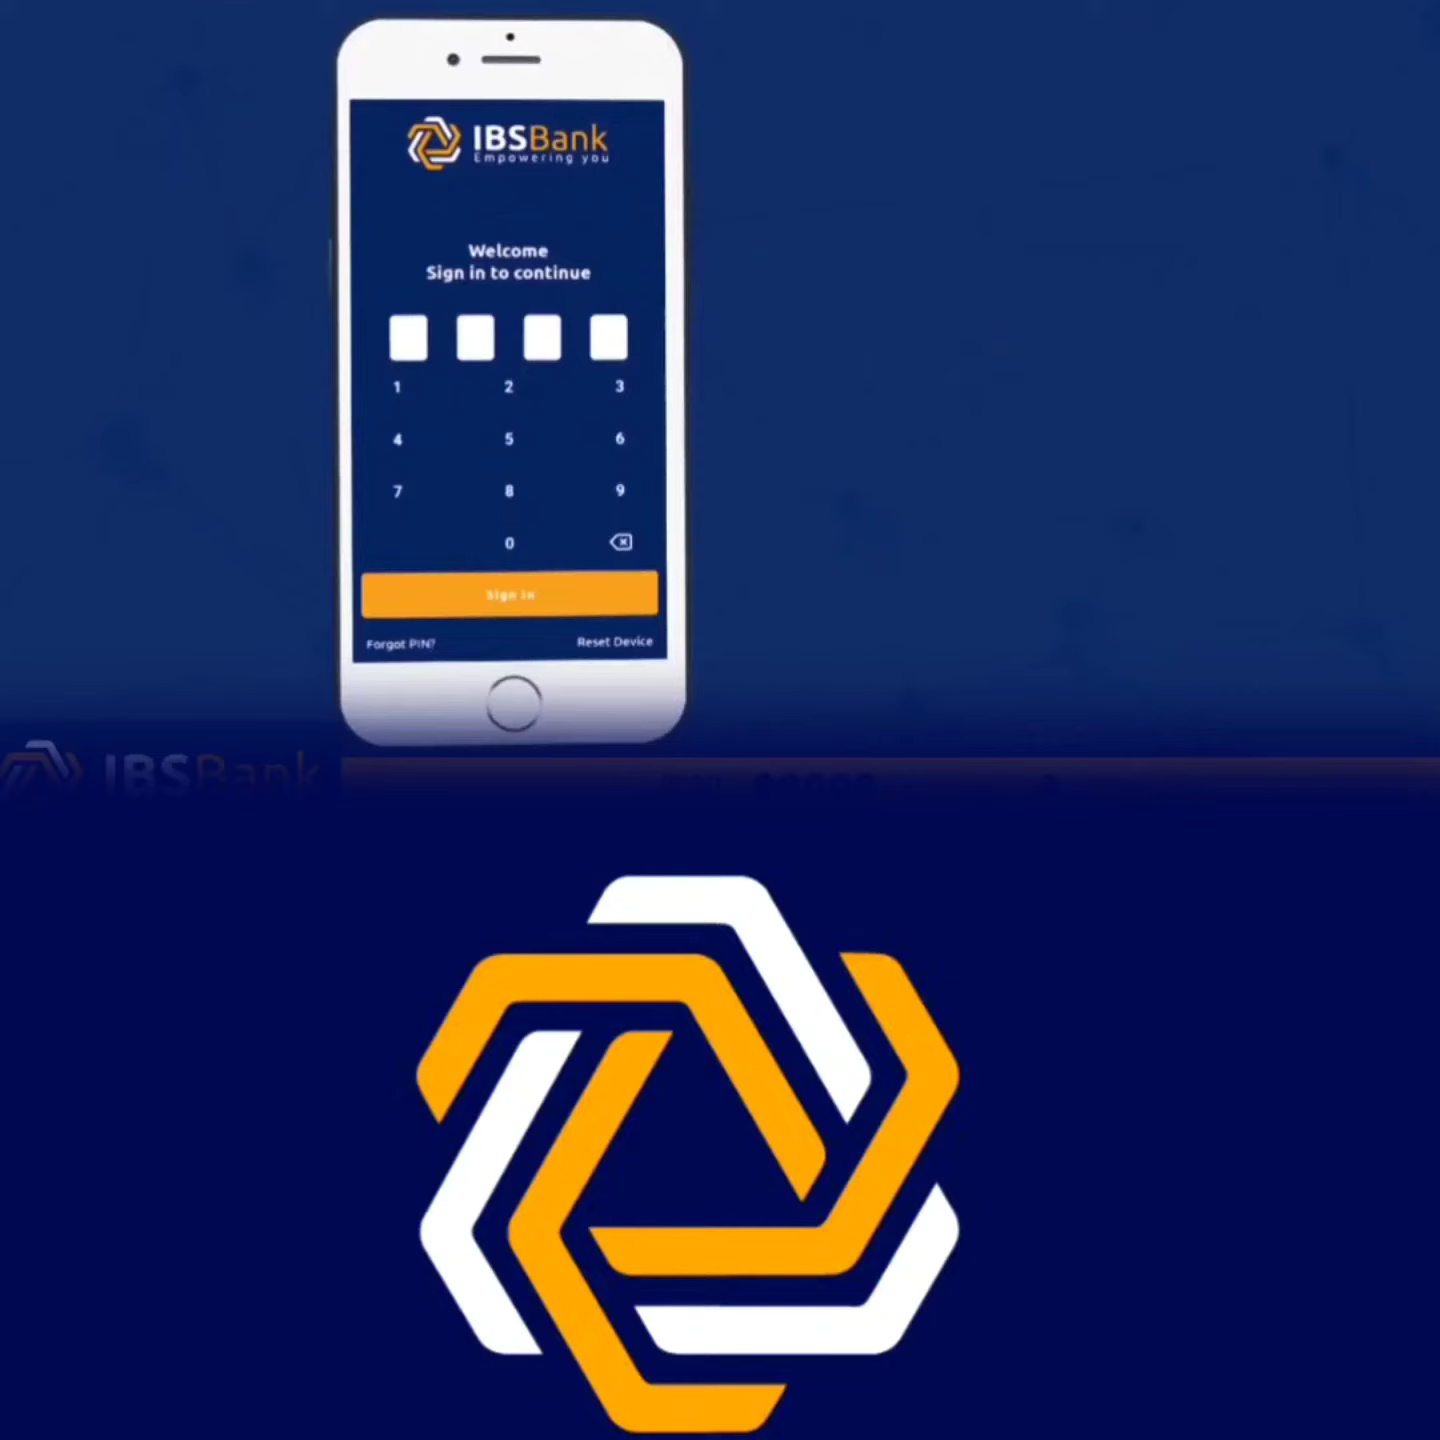 IBSBank
Empowering you
Welcome
Sign in to continue
1 2 3
4 5 6
7 8 9
0
Sign in
Forgot PIN? Reset Device
IBSBank